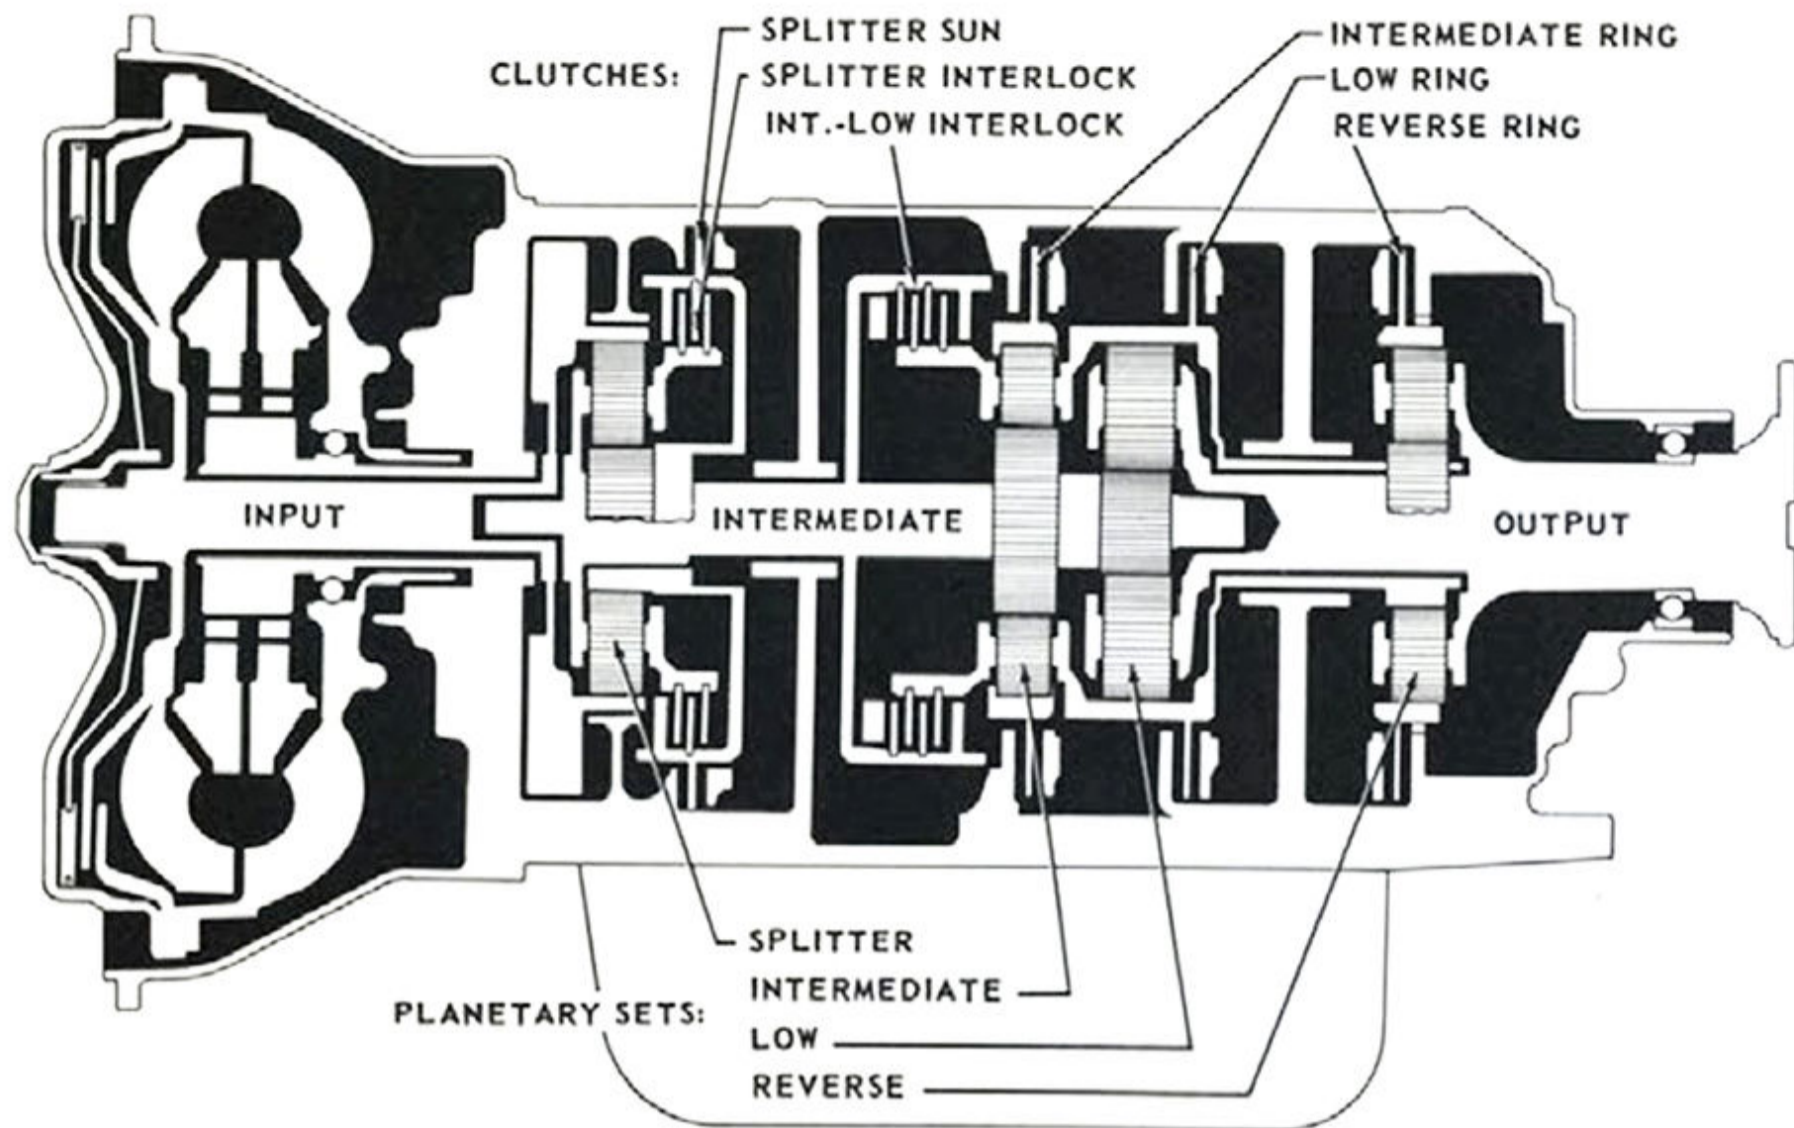 SPLITTER SUN
CLUTCHES: SPLITTER INTERLOCK
INT.-LOW INTERLOCK
INTERMEDIATE RING
LOW RING
REVERSE RING
INPUT
INTERMEDIATE
OUTPUT
PLANETARY SETS:
SPLITTER
INTERMEDIATE
LOW
REVERSE